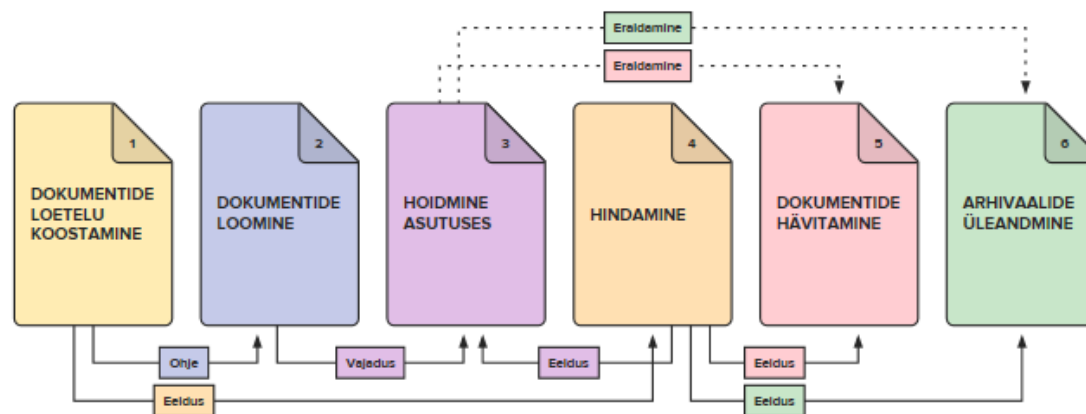 Eraldamine
Eraldamine
1
2
3
4
5
6
DOKUMENTIDE
LOETELU
KOOSTAMINE
DOKUMENTIDE
LOOMINE
HOIDMINE
ASUTUSES
HINDAMINE
DOKUMENTIDE
HÄVITAMINE
ARHIVAALIDE
ÜLEANDMINE
Ohje
Vajadus
Eeldus
Eeldus
Eeldus
Eeldus